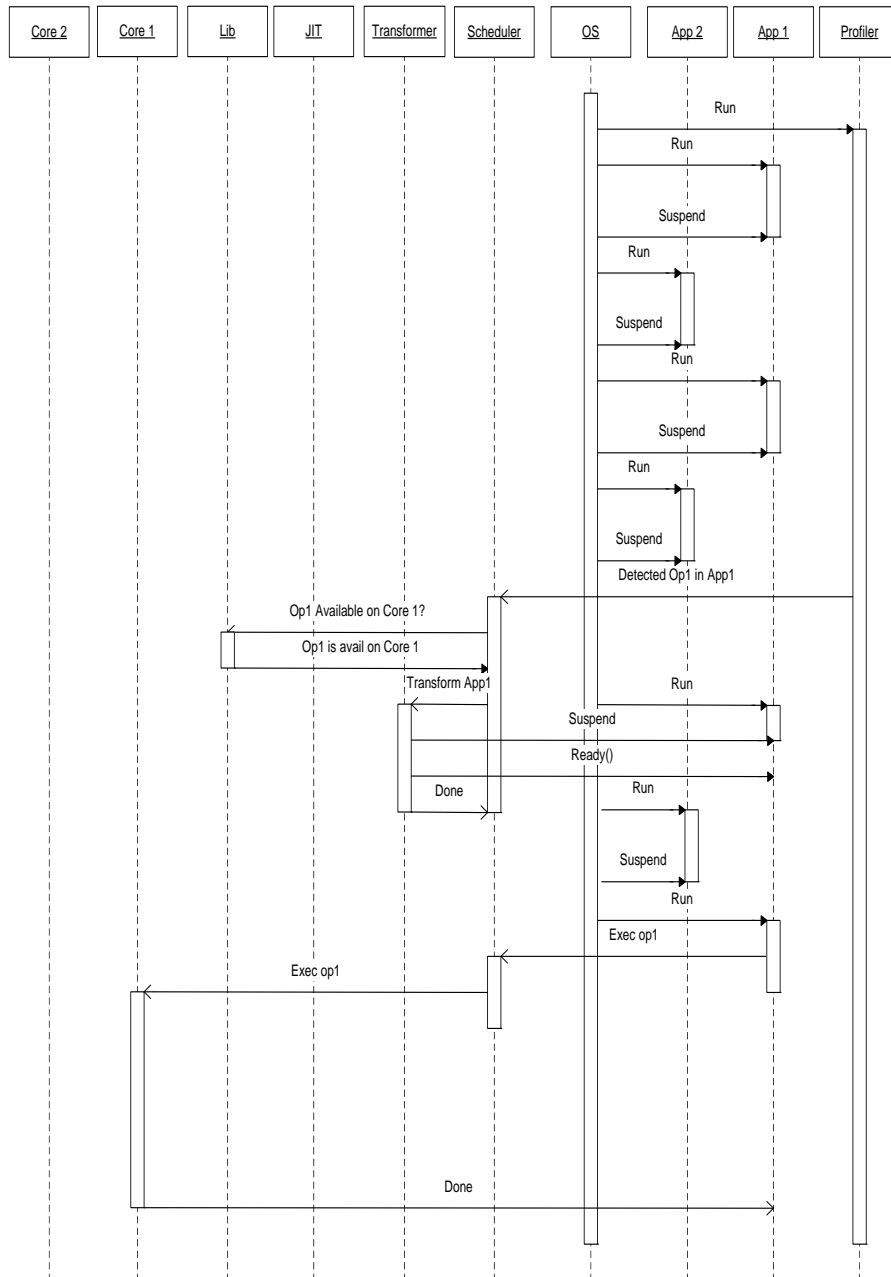 Core 2
Core 1
Lib
JIT
Transformer
Scheduler
OS
App 2
App 1
Profiler
Run
Run
Suspend
Run
Suspend
Run
Suspend
Run
Suspend
Detected Op1 in App1
Op1 Available on Core 1?
Op1 is avail on Core 1
Transform App1
Run
Suspend
Ready()
Done
Run
Suspend
Run
Exec op1
Exec op1
Done